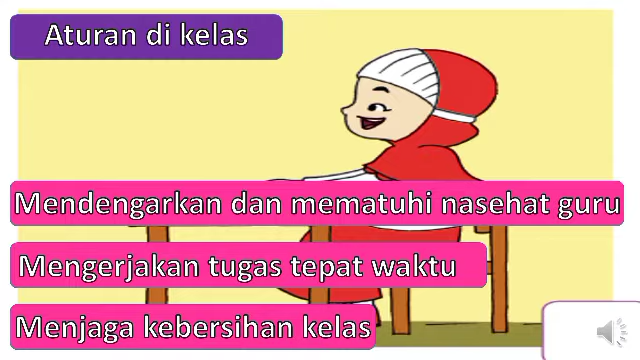 Aturan di kelas
Mendengarkan dan mematuhi nasehat guru
Mengerjakan tugas tepat waktu
Menjaga kebersihan kelas